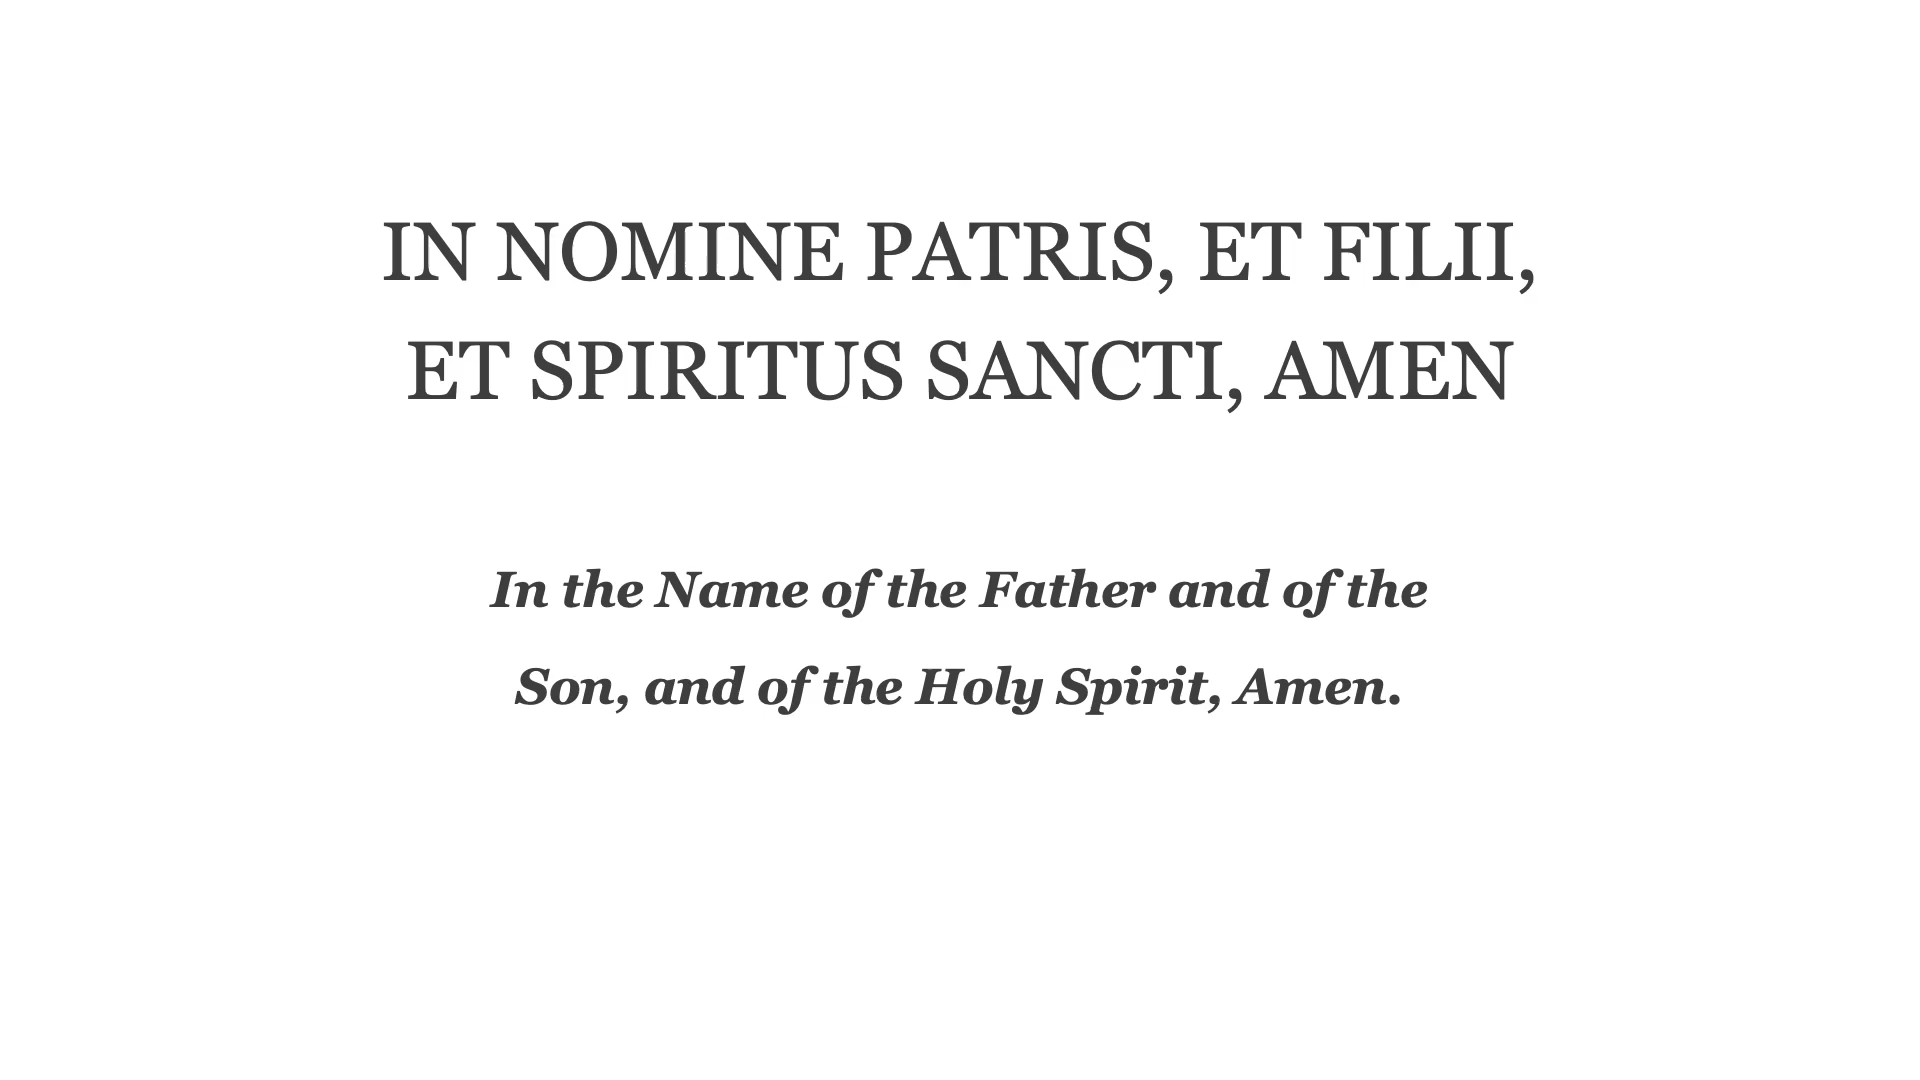 IN NOMINE PATRIS, ET FILII,
ET SPIRITUS SANCTI, AMEN
In the Name of the Father and of the
Son, and of the Holy Spirit, Amen.